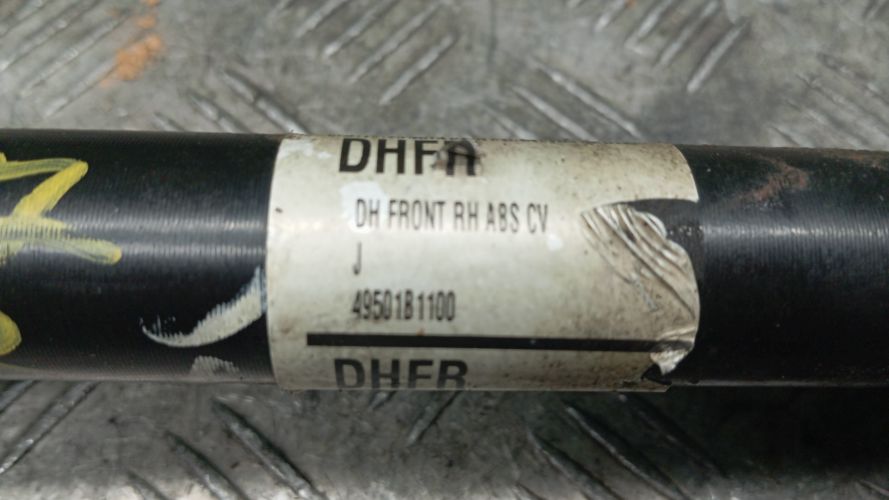 DHFR
DH FRONT RH ABS CV
J
49501B1100
DHFR